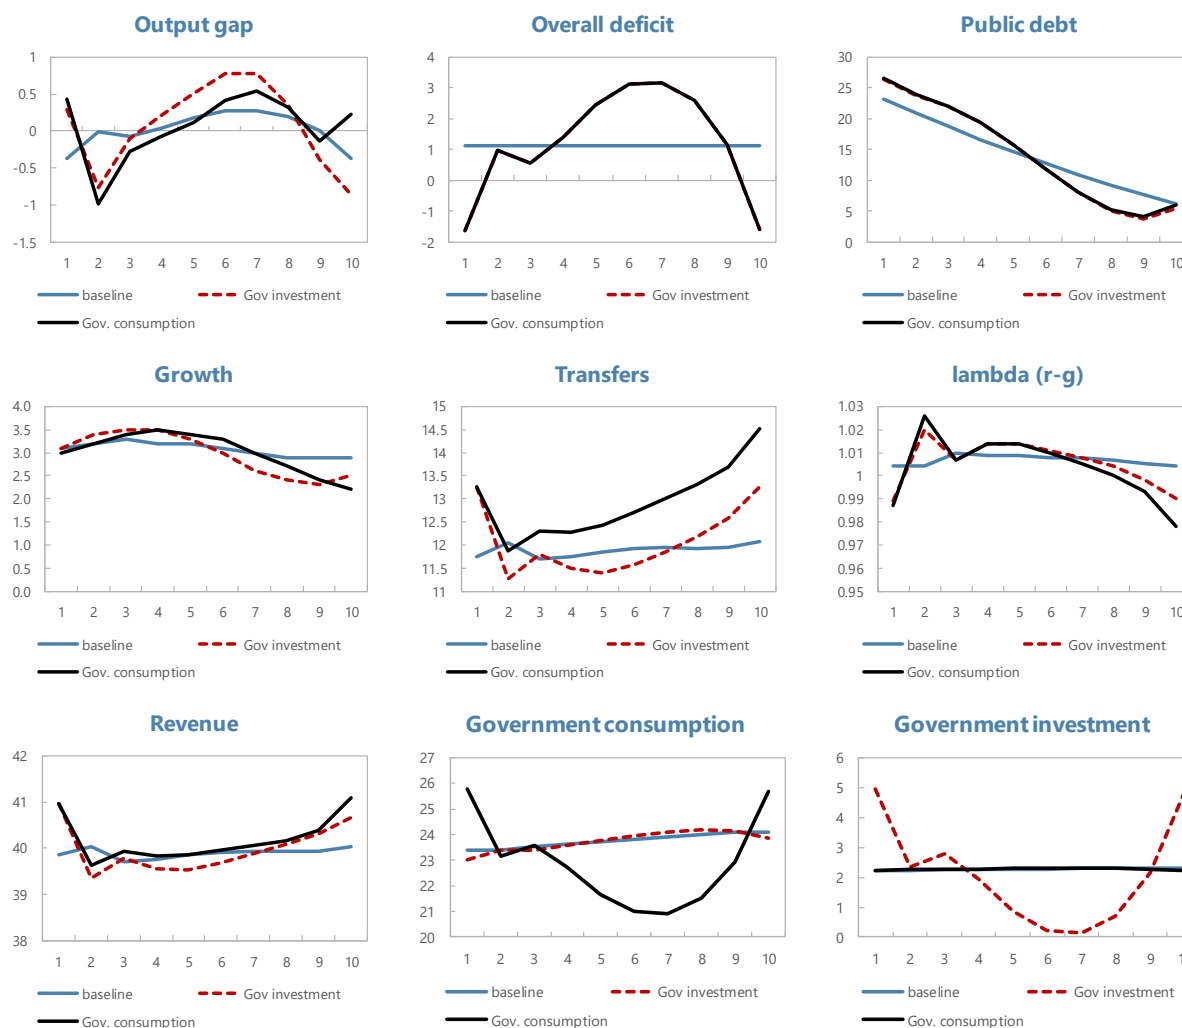 Output gap
1
0.5
0
-0.5
-1
-1.5
1 2 3 4 5 6 7 8 9 10
baseline Gov investment
Gov. consumption
Overall deficit
4
3
2
1
0
-1
-2
1 2 3 4 5 6 7 8 9 10
baseline Gov investment
Gov. consumption
Public debt
30
25
20
15
10
5
0
1 2 3 4 5 6 7 8 9 10
baseline Gov investment
Gov. consumption
Growth
4.0
3.5
3.0
2.5
2.0
1.5
1.0
0.5
0.0
1 2 3 4 5 6 7 8 9 10
baseline Gov investment
Gov. consumption
Transfers
15
14.5
14
13.5
13
12.5
12
11.5
11
1 2 3 4 5 6 7 8 9 10
baseline Gov investment
Gov. consumption
lambda (r-g)
1.03
1.02
1.01
1
0.99
0.98
0.97
0.96
0.95
1 2 3 4 5 6 7 8 9 10
baseline Gov investment
Gov. consumption
Revenue
42
41
40
39
38
1 2 3 4 5 6 7 8 9 10
baseline Gov investment
Gov. consumption
Government consumption
27
26
25
24
23
22
21
20
1 2 3 4 5 6 7 8 9 10
baseline Gov investment
Gov. consumption
Government investment
6
5
4
3
2
1
0
1 2 3 4 5 6 7 8 9
baseline Gov investment
Gov. consumption